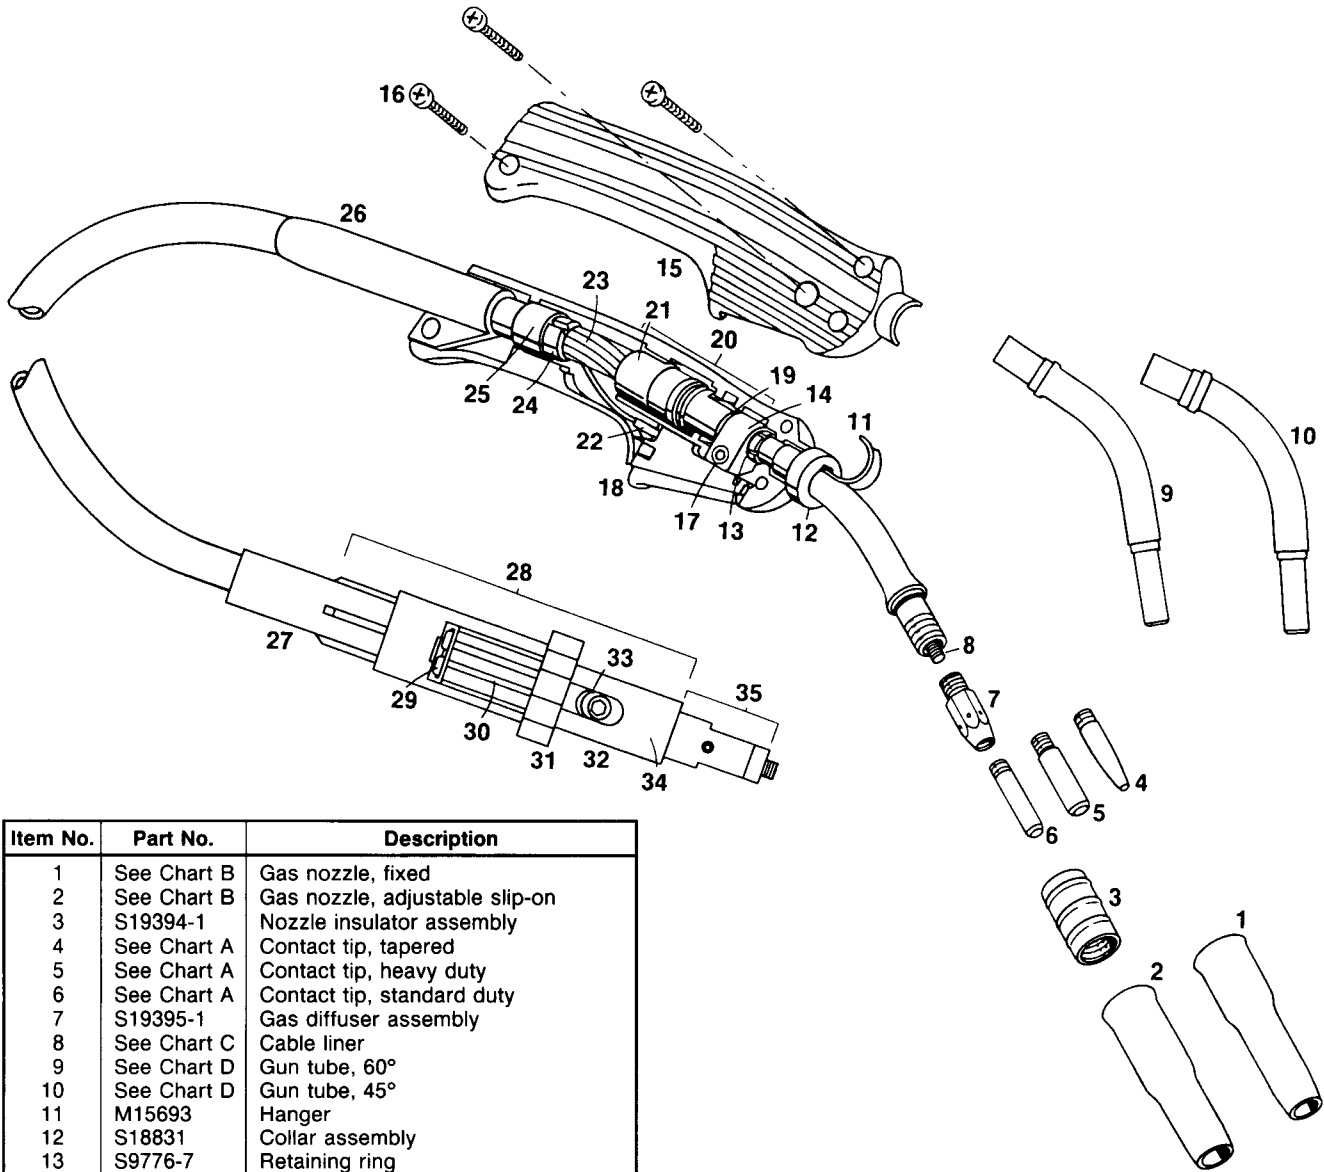 16
26
15
23
21
20
19
14
11
25
24
22
18
17
13
12
9
10
28
27
8
33
35
7
29
30
31
32
34
4
5
6
3
1
2
Item No. Part No. Description
1 See Chart B Gas nozzle, fixed
2 See Chart B Gas nozzle, adjustable slip-on
3 S19394-1 Nozzle insulator assembly
4 See Chart A Contact tip, tapered
5 See Chart A Contact tip, heavy duty
6 See Chart A Contact tip, standard duty
7 S19395-1 Gas diffuser assembly
8 See Chart C Cable liner
9 See Chart D Gun tube, 60°
10 See Chart D Gun tube, 45°
11 M15693 Hanger
12 S18831 Collar assembly
13 S9776-7 Retaining ring